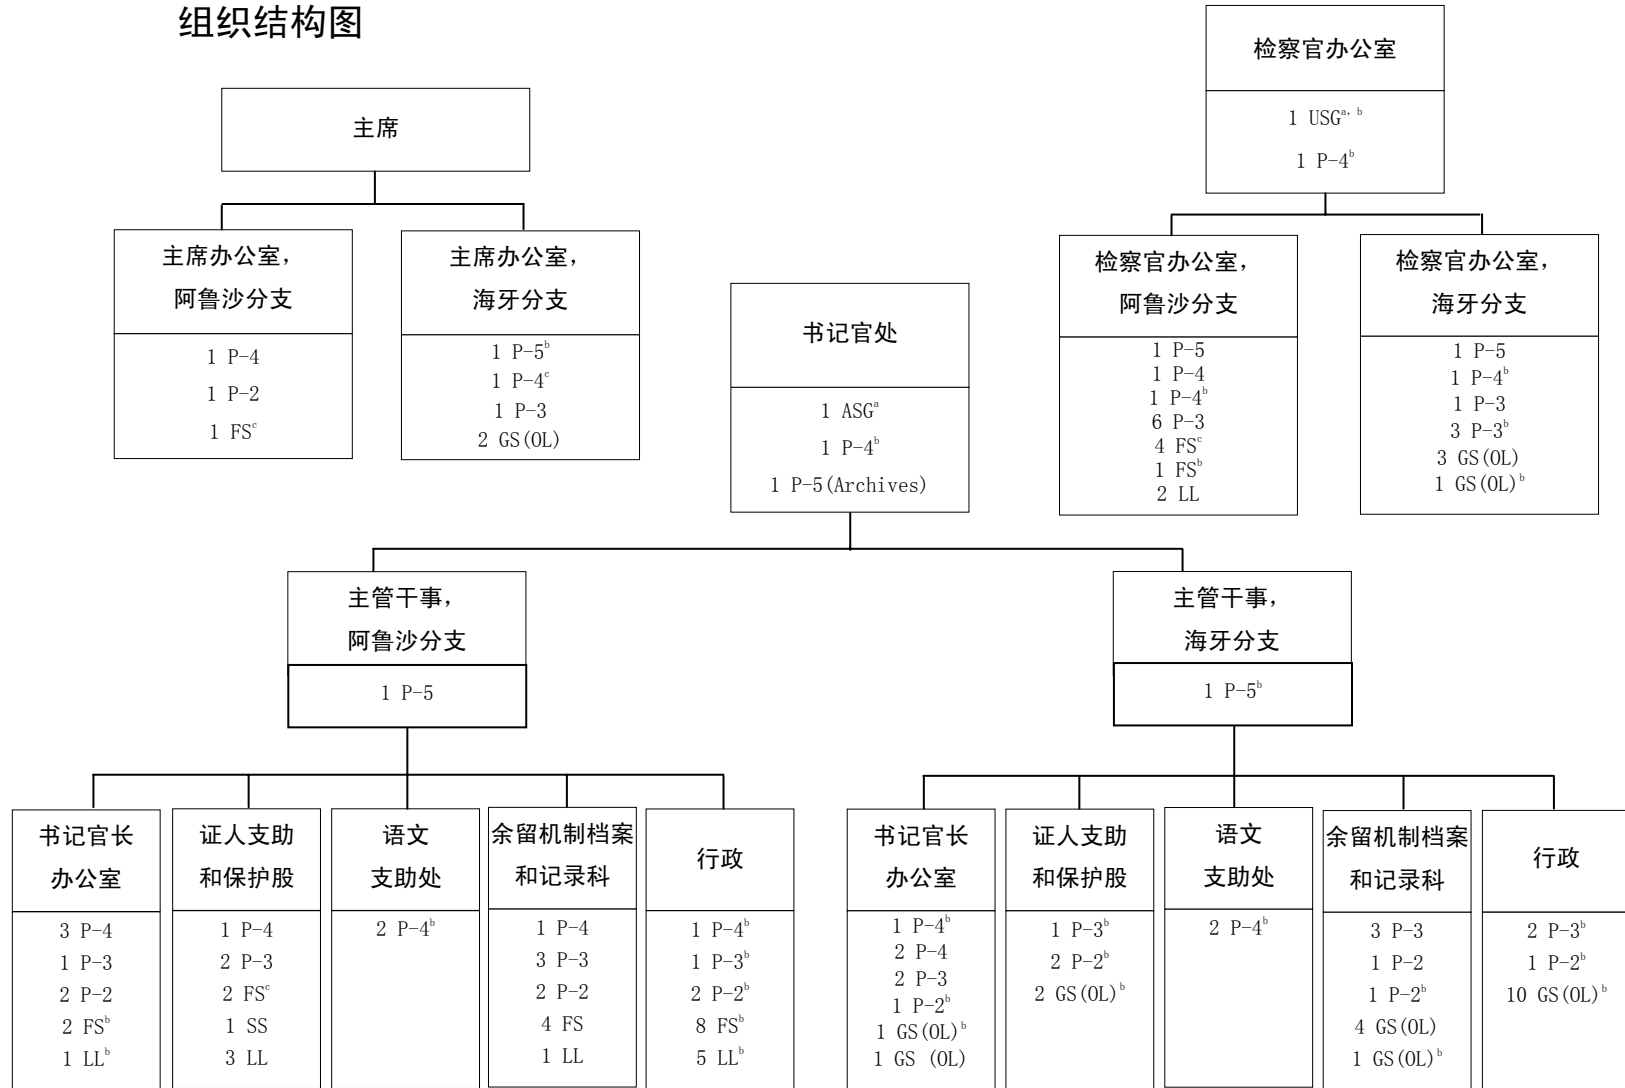 组织结构图
主席
主席办公室，
阿鲁沙分支
1 P-4
1 P-2
1 FSᶜ
主席办公室，
海牙分支
1 P-5ᵇ
1 P-4ᶜ
1 P-3
2 GS(OL)
检察官办公室
1 USGᵃ, ᵇ
1 P-4ᵇ
检察官办公室，
阿鲁沙分支
1 P-5
1 P-4
1 P-4ᵇ
6 P-3
4 FSᶜ
1 FSᵇ
2 LL
检察官办公室，
海牙分支
1 P-5
1 P-4ᵇ
1 P-3
3 P-3ᵇ
3 GS(OL)
1 GS(OL)ᵇ
书记官处
1 ASGᵃ
1 P-4ᵇ
1 P-5(Archives)
主管干事，
阿鲁沙分支
1 P-5
主管干事，
海牙分支
1 P-5ᵇ
书记官长
办公室
3 P-4
1 P-3
2 P-2
2 FSᵇ
1 LLᵇ
证人支助
和保护股
1 P-4
2 P-3
2 FSᶜ
1 SS
3 LL
语文
支助处
2 P-4ᵇ
余留机制档案
和记录科
1 P-4
3 P-3
2 P-2
4 FS
1 LL
行政
1 P-4ᵇ
1 P-3ᵇ
2 P-2ᵇ
8 FSᵇ
5 LLᵇ
书记官长
办公室
1 P-4ᵇ
2 P-4
2 P-3
1 P-2ᵇ
1 GS(OL)ᵇ
1 GS (OL)
证人支助
和保护股
1 P-3ᵇ
2 P-2ᵇ
2 GS(OL)ᵇ
语文
支助处
2 P-4ᵇ
余留机制档案
和记录科
3 P-3
1 P-2
1 P-2ᵇ
4 GS(OL)
1 GS(OL)ᵇ
行政
2 P-3ᵇ
1 P-2ᵇ
10 GS(OL)ᵇ